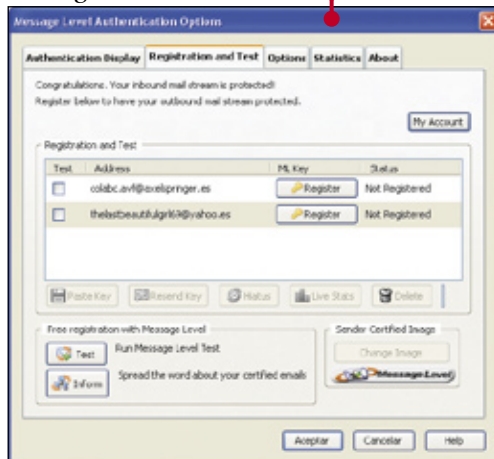 Message Level Authentication Options
Authentication Display Registration and Test Options Statistics About
Congratulations. Your inbound mail stream is protected!
Register below to have your outbound mail stream protected.
My Account
Registration and Test
Test Address ML Key Status
colabc.avf@axelspringer.es Register Not Registered
thelastbeautifulgrl63@yahoo.es Register Not Registered
Paste Key Resend Key Hiatus Live Stats Delete
Free registration with Message Level
Test Run Message Level Test
Inform Spread the word about your certified emails
Sender Certified Image
Change Image
Message Level
Aceptar Cancelar Help